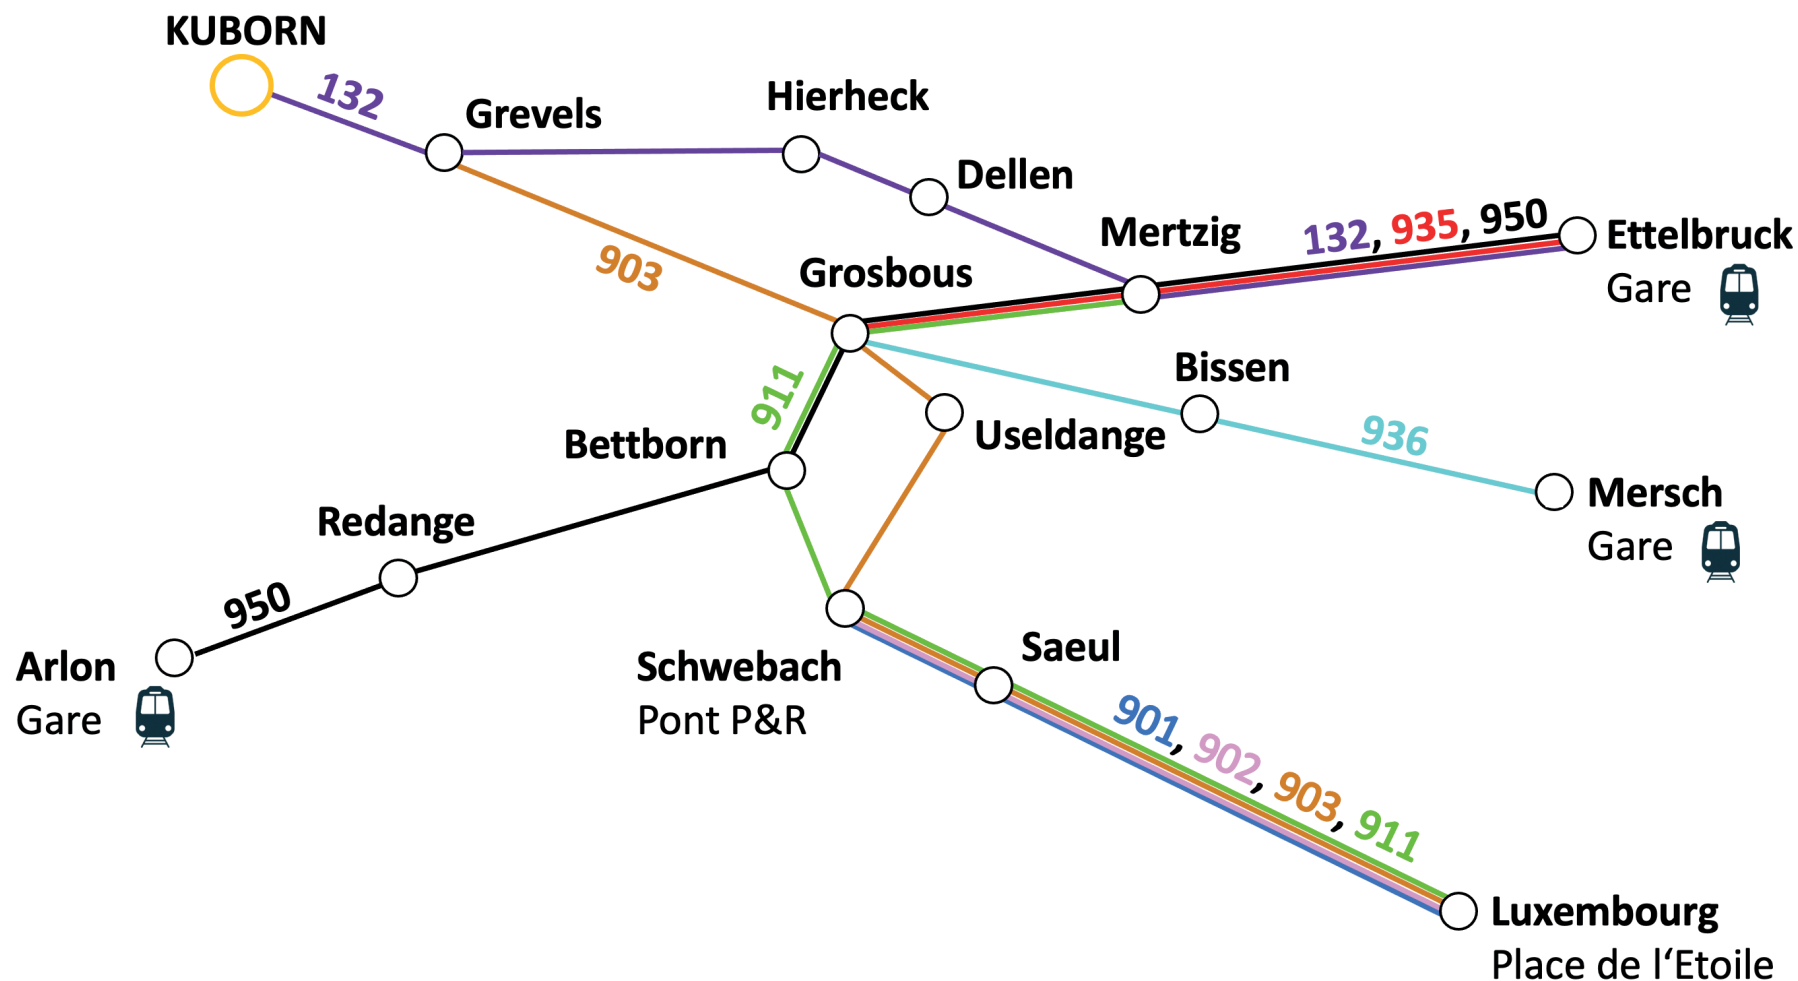 KUBORN
132
Grevels
Hierheck
Dellen
Mertzig
132, 935, 950
Ettelbruck
Gare
903
Grosbous
911
Bissen
Bettborn
Useldange
936
Mersch
Gare
Redange
950
Arlon
Gare
Schwebach
Pont P&R
Saeul
901, 902, 903, 911
Luxembourg
Place de l‘Etoile